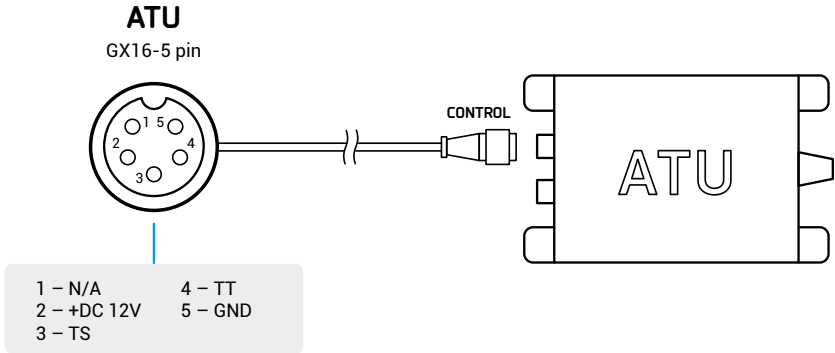 ATU
GX16-5 pin
1 5
2 4
3
CONTROL
ATU
1 – N/A 4 – TT
2 – +DC 12V 5 – GND
3 – TS